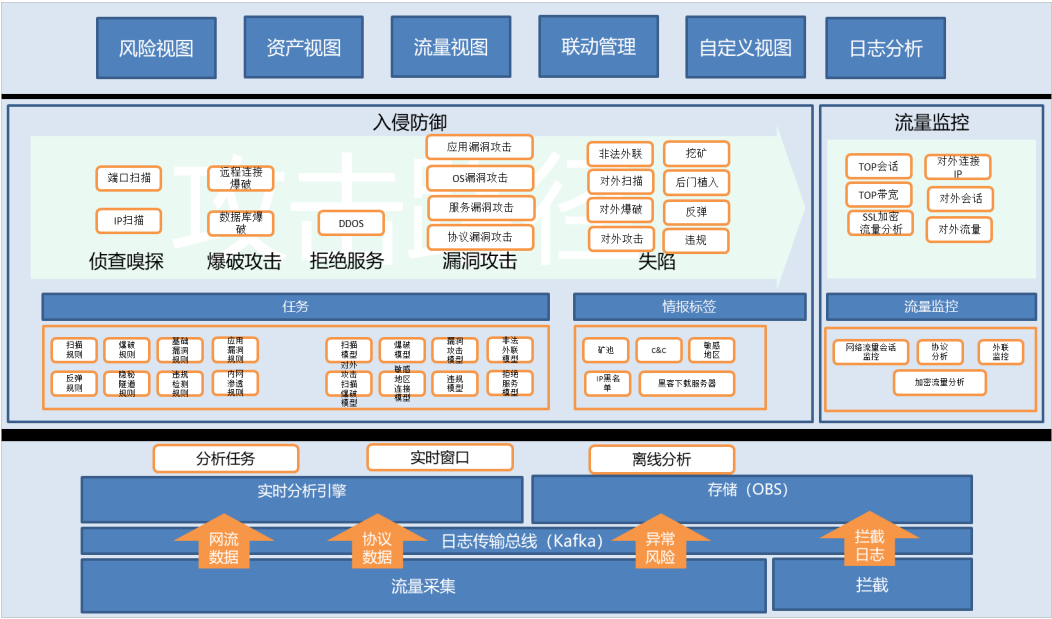 风险视图
资产视图
流量视图
联动管理
自定义视图
日志分析
入侵防御
攻击路径
端口扫描
IP扫描
侦查嗅探
远程连接
爆破
数据库爆
破
爆破攻击
DDOS
拒绝服务
应用漏洞攻击
OS漏洞攻击
服务漏洞攻击
协议漏洞攻击
漏洞攻击
非法外联
挖矿
对外扫描
后门植入
对外爆破
反弹
对外攻击
违规
失陷
流量监控
TOP会话
对外连接
IP
TOP带宽
对外会话
SSL加密
流量分析
对外流量
任务
扫描
规则
爆破
规则
基础
漏洞
规则
应用
漏洞
规则
反弹
规则
隐秘
隧道
规则
违规
检测
规则
内网
渗透
规则
扫描
模型
爆破
模型
漏洞
攻击
模型
非法
外联
模型
对外
攻击
扫描
爆破
模型
敏感
地区
连接
模型
违规
模型
拒绝
服务
模型
情报标签
矿池
C&C
敏感
地区
IP黑名
单
黑客下载服务器
流量监控
网络流量会话
监控
协议
分析
外联
监控
加密流量分析
分析任务
实时窗口
离线分析
实时分析引擎
存储（OBS）
网流
数据
协议
数据
日志传输总线（Kafka）
异常
风险
拦截
日志
流量采集
拦截